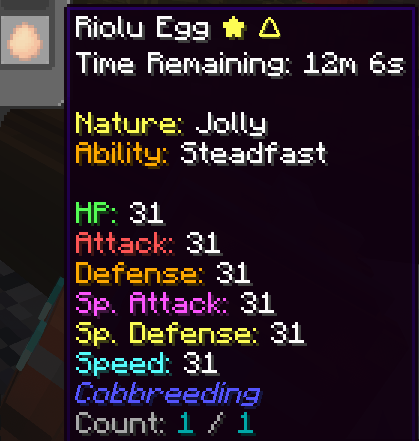 Riolu Egg ★ △
Time Remaining: 12m 6s
Nature: Jolly
Ability: Steadfast
HP: 31
Attack: 31
Defense: 31
Sp. Attack: 31
Sp. Defense: 31
Speed: 31
Cobbreeding
Count: 1 / 1